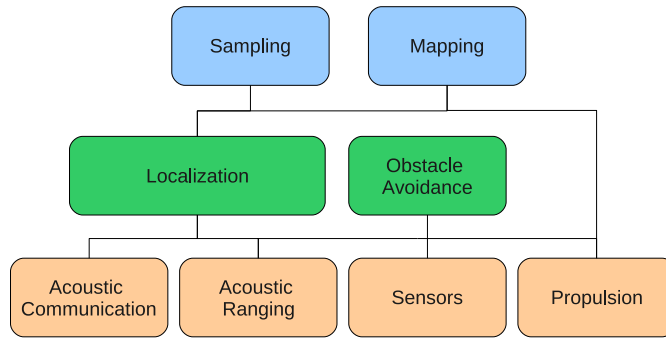 Sampling
Mapping
Localization
Obstacle
Avoidance
Acoustic
Communication
Acoustic
Ranging
Sensors
Propulsion